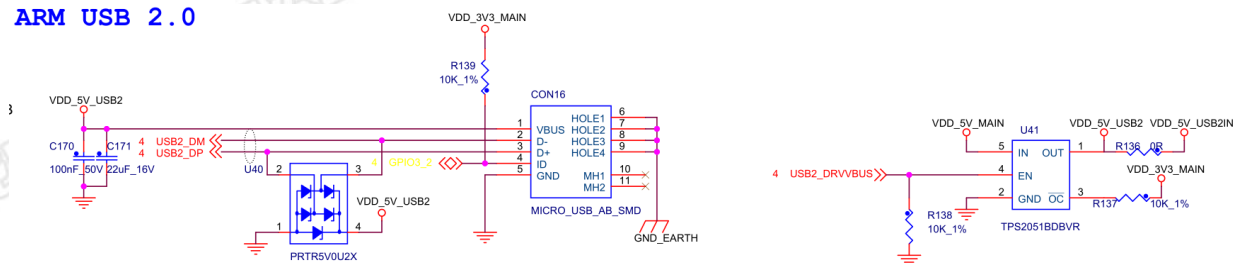 ARM USB 2.0
VDD_3V3_MAIN
R139
10K_1%
CON16
VDD_5V_USB2
C170
C171
100nF_50V
22uF_16V
4 USB2_DM
4 USB2_DP
U40
4 GPIO3_2
1 VBUS
2 D-
3 D+
4 ID
5 GND
HOLE1 6
HOLE2 7
HOLE3 8
HOLE4 9
MH1 10
MH2 11
MICRO_USB_AB_SMD
GND_EARTH
2 3
VDD_5V_USB2
1 4
PRTR5V0U2X
VDD_5V_MAIN
U41
VDD_5V_USB2
VDD_5V_USB2IN
5 IN OUT 1
R136 0R
4 USB2_DRVVBUS
4 EN
VDD_3V3_MAIN
2 GND OC 3
R137 10K_1%
R138
10K_1%
TPS2051BDBVR